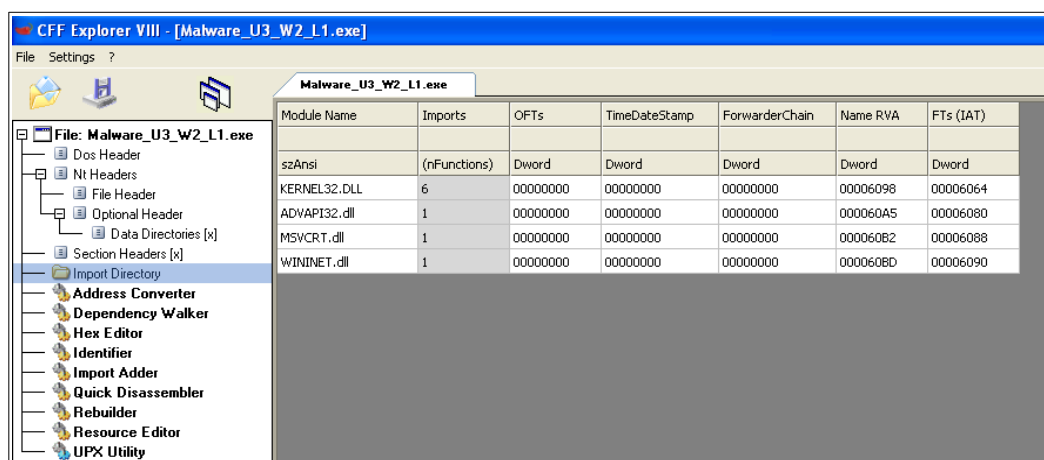 CFF Explorer VIII - [Malware_U3_W2_L1.exe]
File Settings ?
Malware_U3_W2_L1.exe
File: Malware_U3_W2_L1.exe
Dos Header
Nt Headers
File Header
Optional Header
Data Directories [x]
Section Headers [x]
Import Directory
Address Converter
Dependency Walker
Hex Editor
Identifier
Import Adder
Quick Disassembler
Rebuilder
Resource Editor
UPX Utility
Module Name Imports OFTs TimeDateStamp ForwarderChain Name RVA FTs (IAT)
szAnsi (nFunctions) Dword Dword Dword Dword Dword
KERNEL32.DLL 6 00000000 00000000 00000000 00006098 00006064
ADVAPI32.dll 1 00000000 00000000 00000000 000060A5 00006080
MSVCRT.dll 1 00000000 00000000 00000000 000060B2 00006088
WININET.dll 1 00000000 00000000 00000000 000060BD 00006090